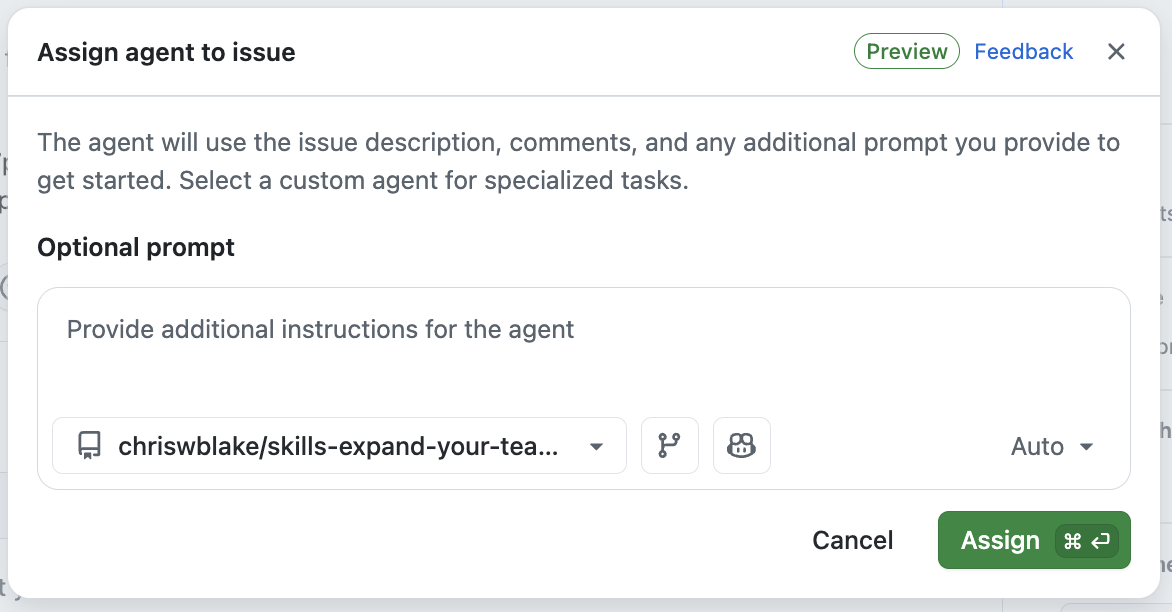 Assign agent to issue
Preview
Feedback
The agent will use the issue description, comments, and any additional prompt you provide to
get started. Select a custom agent for specialized tasks.
Optional prompt
Provide additional instructions for the agent
chriswblake/skills-expand-your-tea...
Auto
Cancel
Assign ⌘ ↵